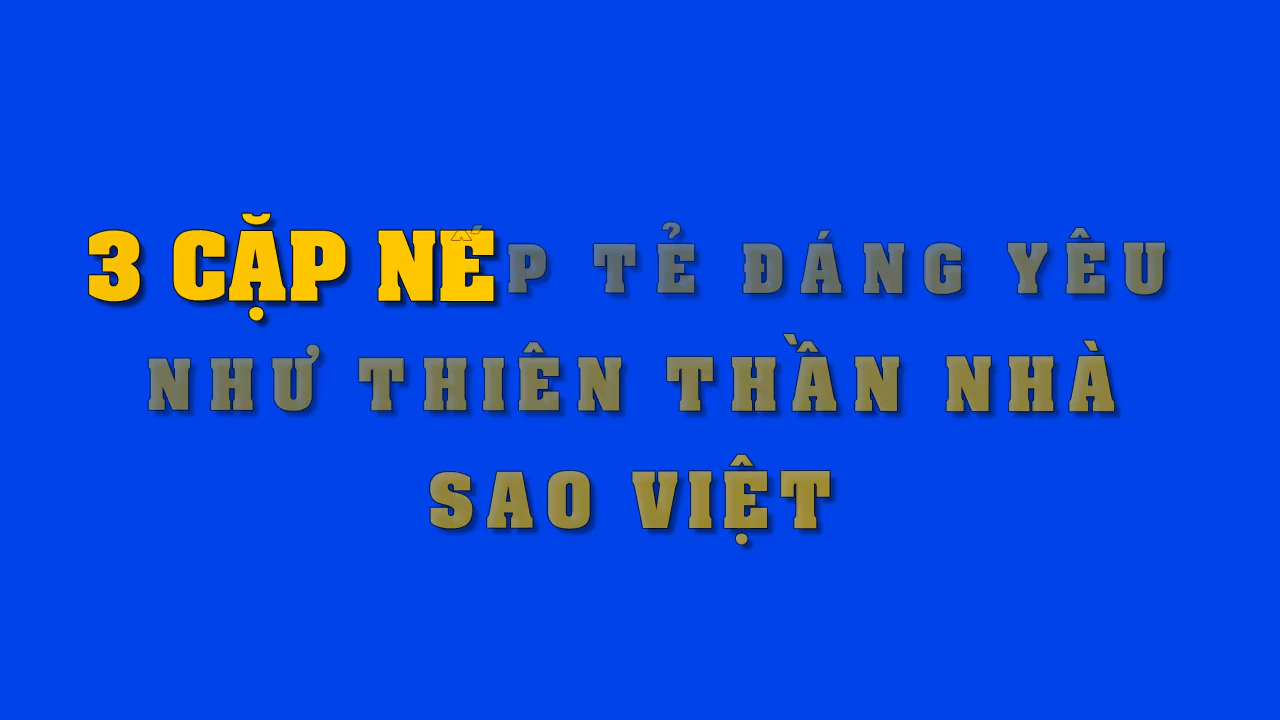 3 CẶP NẾP TẺ ĐÁNG YÊU
NHƯ THIÊN THẦN NHÀ
SAO VIỆT